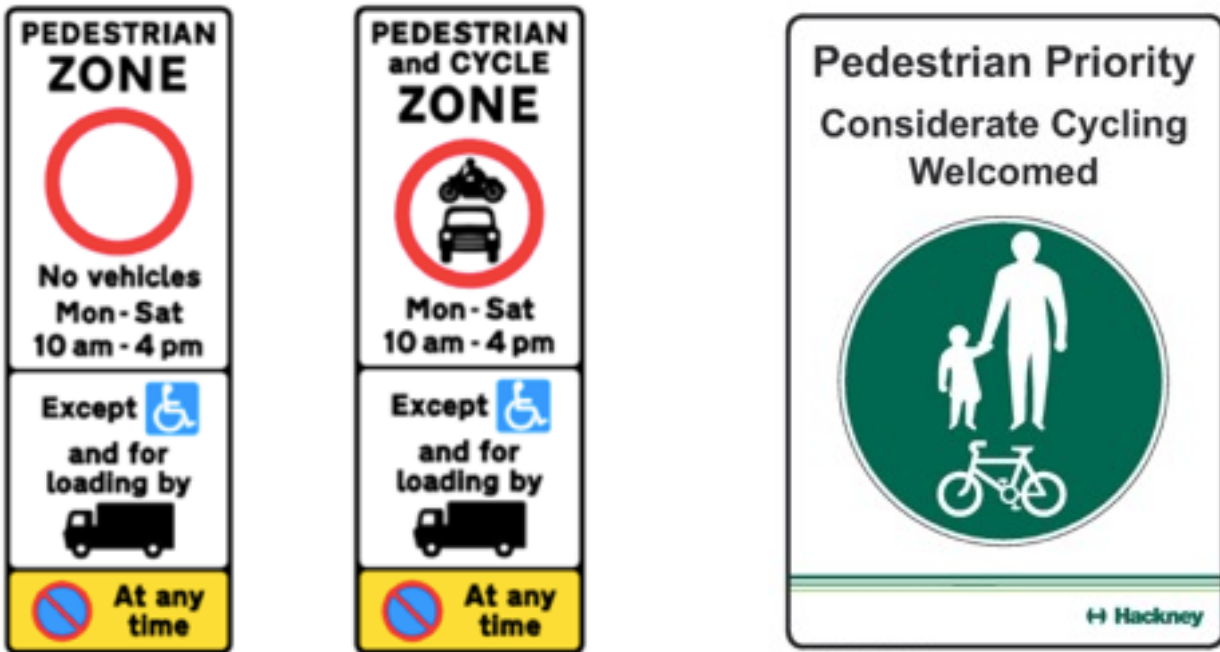 PEDESTRIAN
ZONE
No vehicles
Mon - Sat
10 am - 4 pm
Except
and for
loading by
At any
time
PEDESTRIAN
and CYCLE
ZONE
Mon - Sat
10 am - 4 pm
Except
and for
loading by
At any
time
Pedestrian Priority
Considerate Cycling
Welcomed
Hackney